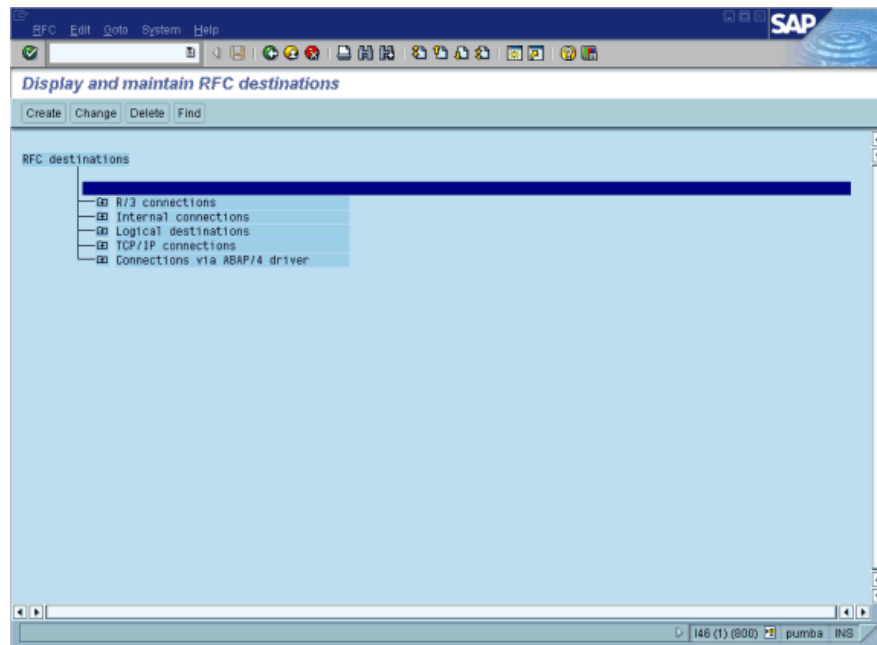 RFC Edit Goto System Help
SAP
Display and maintain RFC destinations
Create Change Delete Find
RFC destinations
R/3 connections
Internal connections
Logical destinations
TCP/IP connections
Connections via ABAP/4 driver
I46 (1) (800) pumba INS